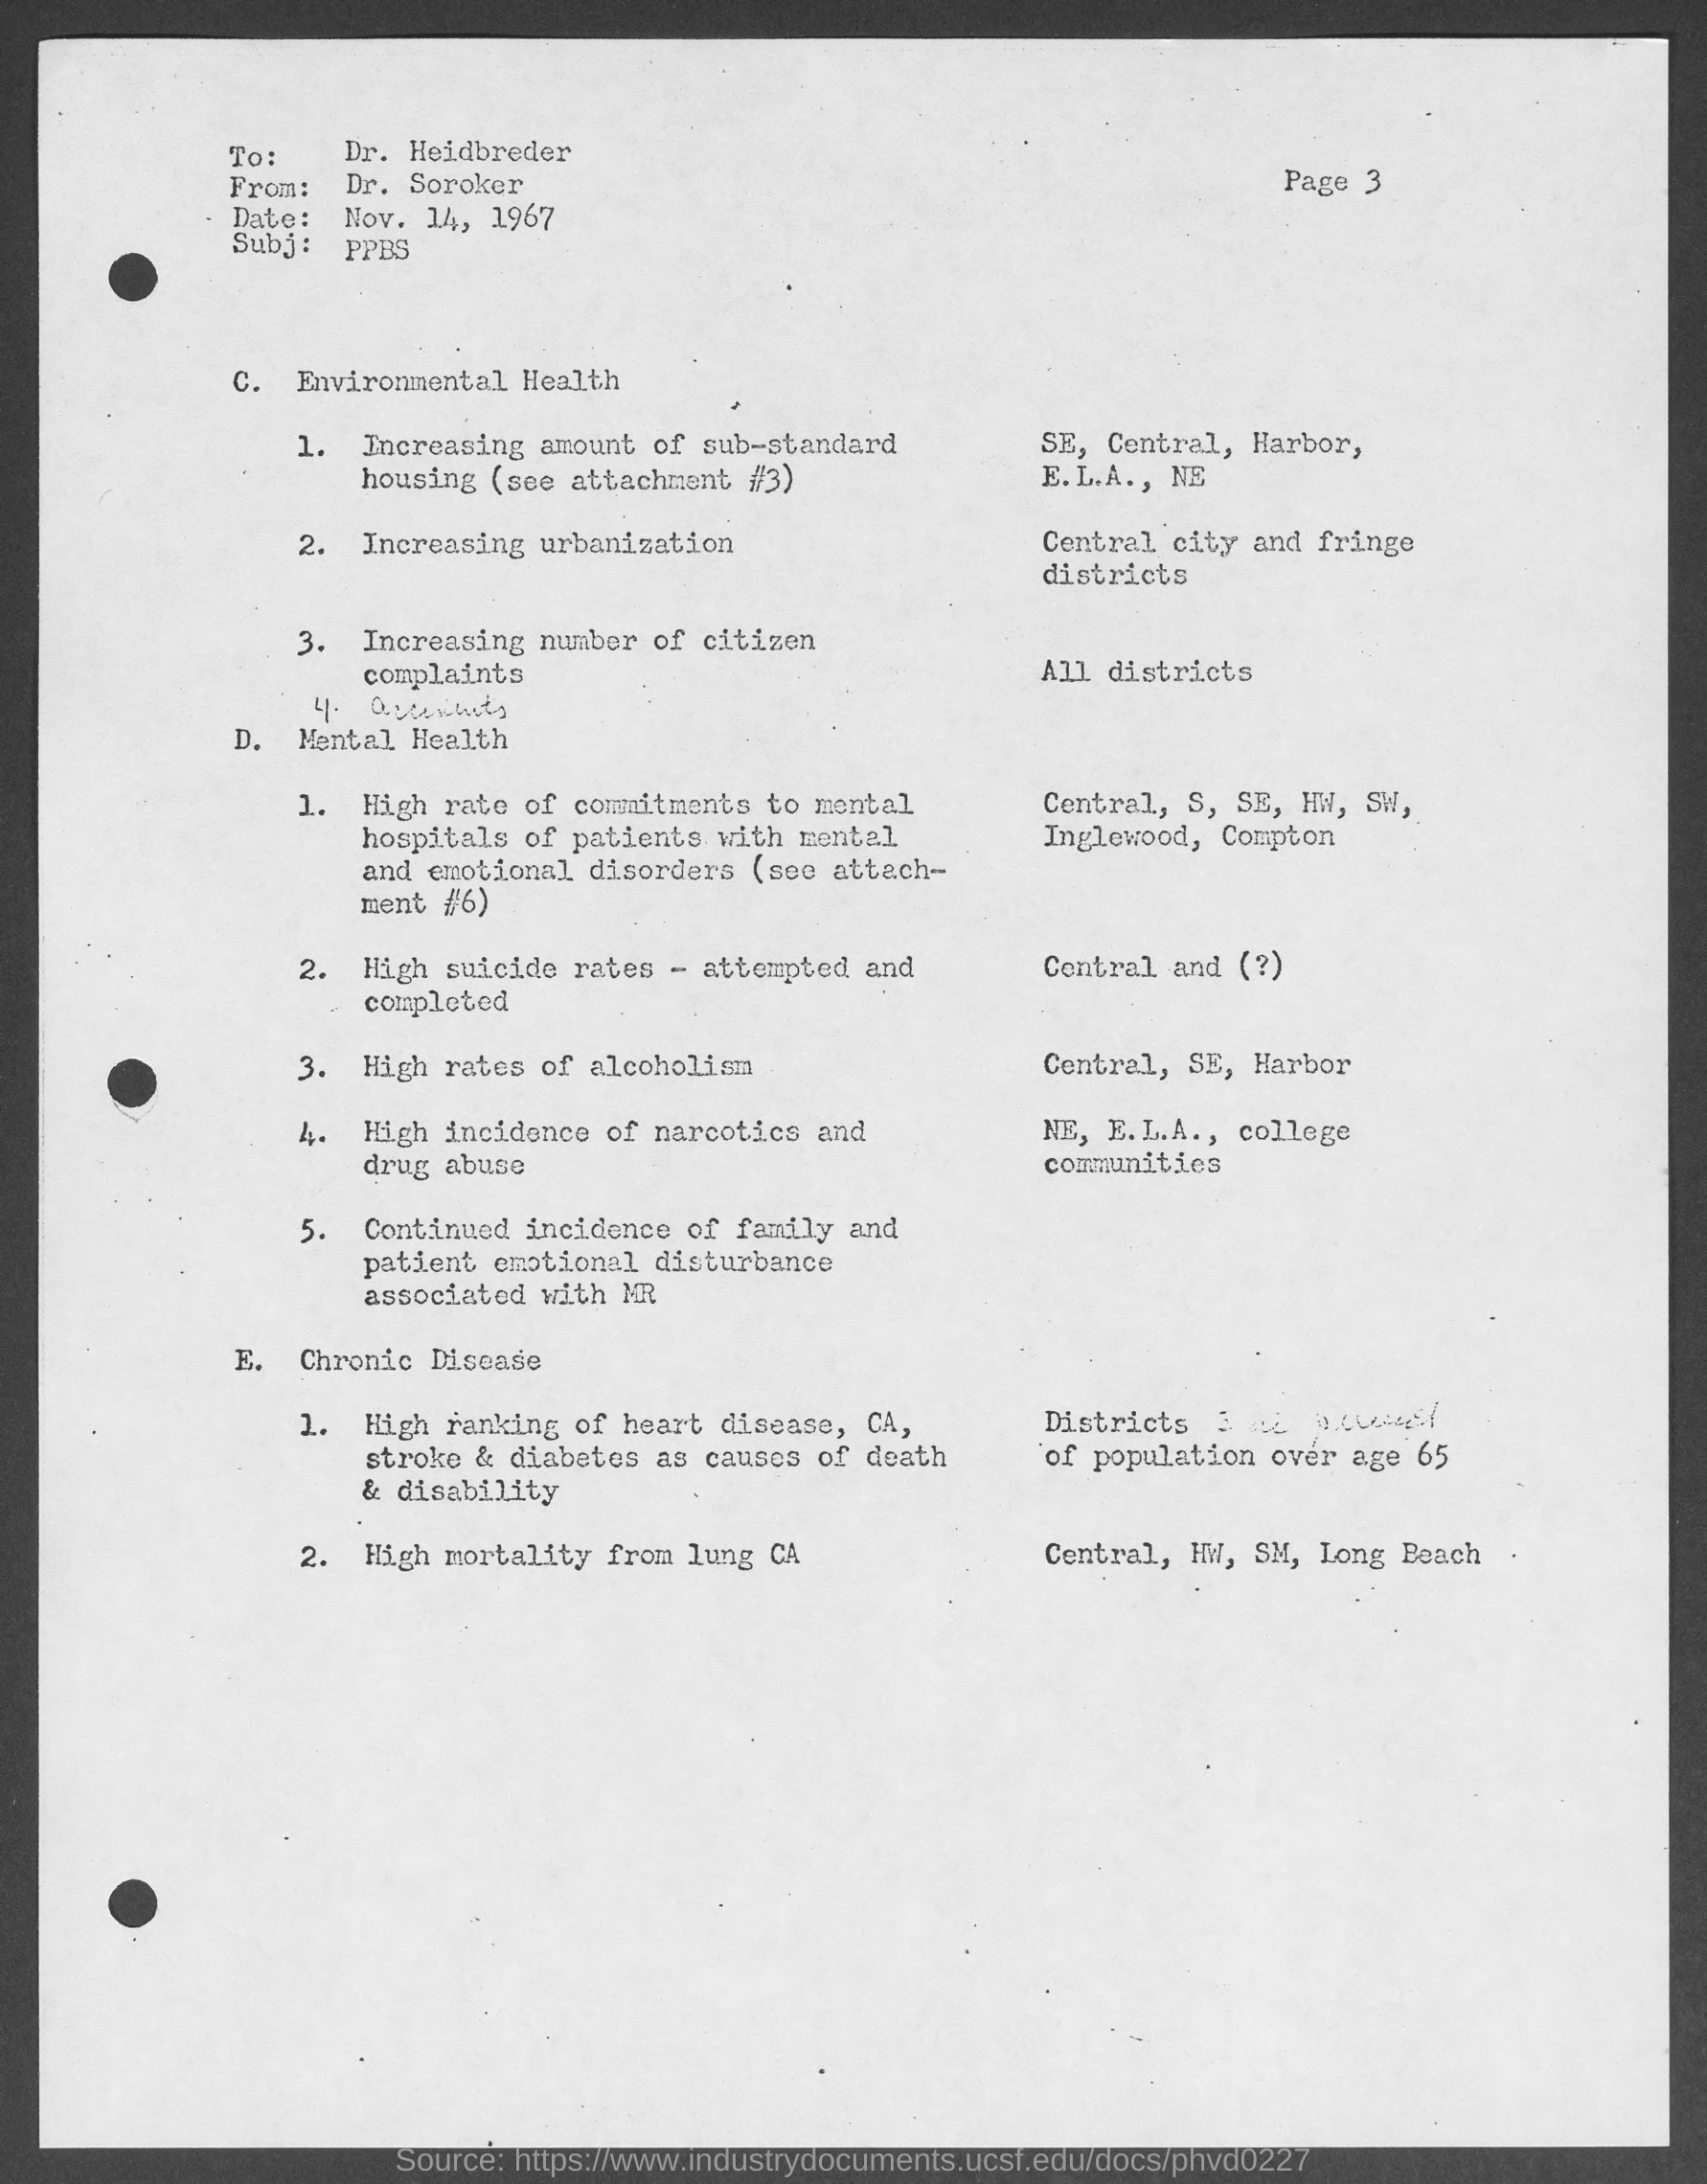 To: Dr. Heidbreder
From: Dr. Soroker
Page 3
Date: Nov. 14, 1967
Subj: PPBS
C. Environmental Health
1. Increasing amount of sub-standard SE, Central, Harbor,
housing (see attachment #3) E.L.A., NE
2. Increasing urbanization Central city and fringe
districts
3. Increasing number of citizen
complaints All districts
4. accidents
D. Mental Health
1. High rate of commitments to mental Central, S, SE, HW, SW,
hospitals of patients with mental Inglewood, Compton
and emotional disorders (see attach-
ment #6)
2. High suicide rates - attempted and Central and (?)
completed
3. High rates of alcoholism Central, SE, Harbor
4. High incidence of narcotics and NE, E.L.A., college
drug abuse communities
5. Continued incidence of family and
patient emotional disturbance
associated with MR
E. Chronic Disease
1. High ranking of heart disease, CA, Districts
stroke & diabetes as causes of death of population over age 65
& disability
2. High mortality from lung CA Central, HW, SM, Long Beach
Source: https://www.industrydocuments.ucsf.edu/docs/phvd0227